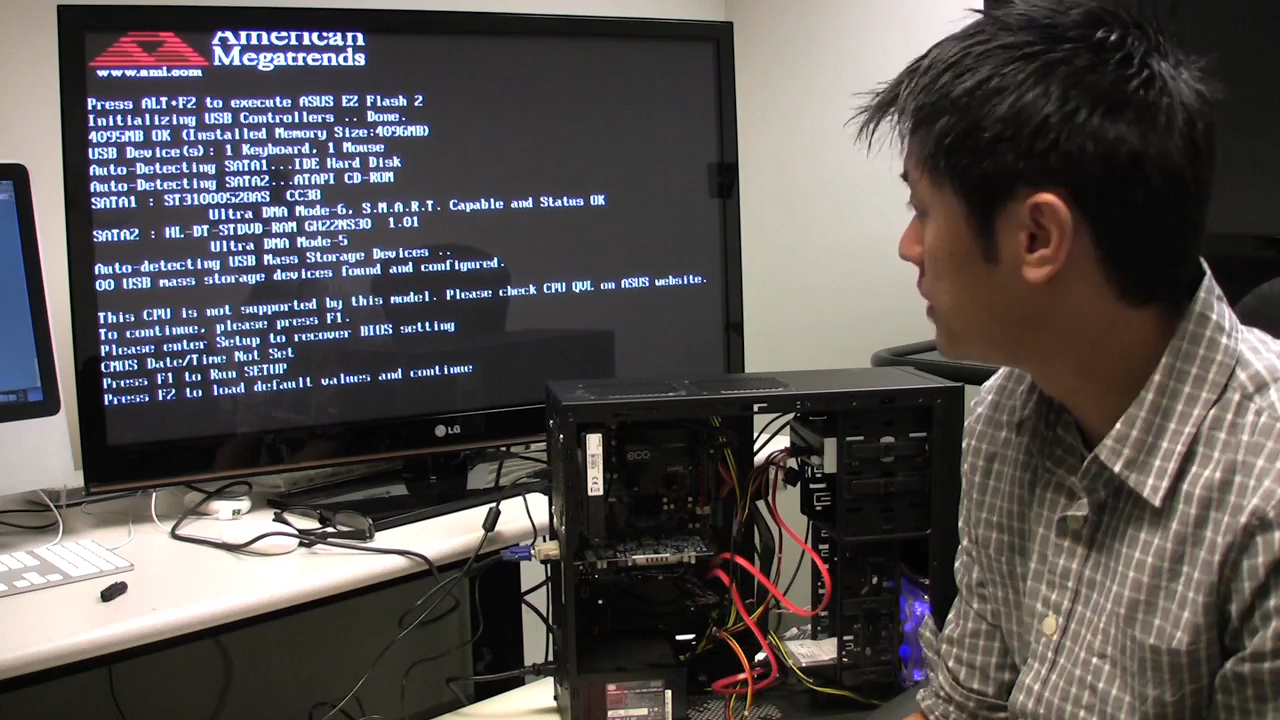 American
Megatrends
www.ami.com
Press ALT+F2 to execute ASUS EZ Flash 2
Initializing USB Controllers .. Done.
4095MB OK (Installed Memory Size:4096MB)
USB Device(s): 1 Keyboard, 1 Mouse
Auto-Detecting SATA1...IDE Hard Disk
Auto-Detecting SATA2...ATAPI CD-ROM
SATA1 : ST31000528AS CC38
Ultra DMA Mode-6, S.M.A.R.T. Capable and Status OK
SATA2 : HL-DT-STDVD-RAM GH22NS30 1.01
Ultra DMA Mode-5
Auto-detecting USB Mass Storage Devices ..
00 USB mass storage devices found and configured.
This CPU is not supported by this model. Please check CPU QVL on ASUS website.
To continue, please press F1.
Please enter Setup to recover BIOS setting
CMOS Date/Time Not Set
Press F1 to Run SETUP
Press F2 to load default values and continue
LG
eco